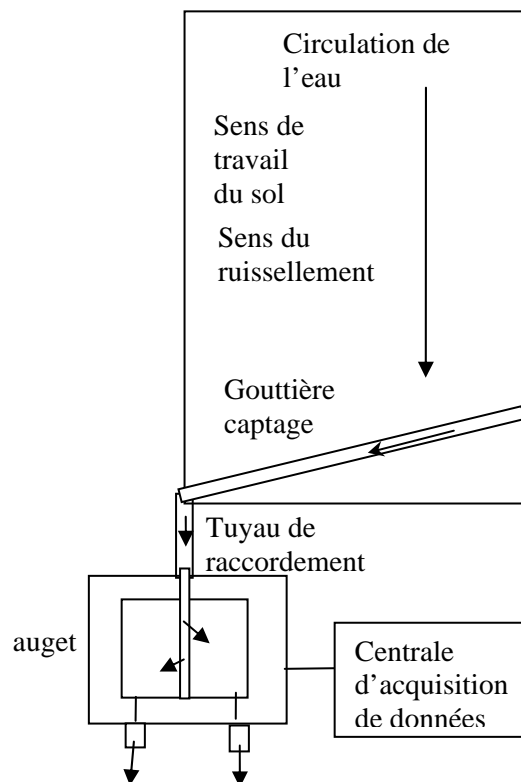 Circulation de
l’eau
Sens de
travail
du sol
Sens du
ruissellement
Gouttière
captage
Tuyau de
raccordement
auget
Centrale
d’acquisition
de données